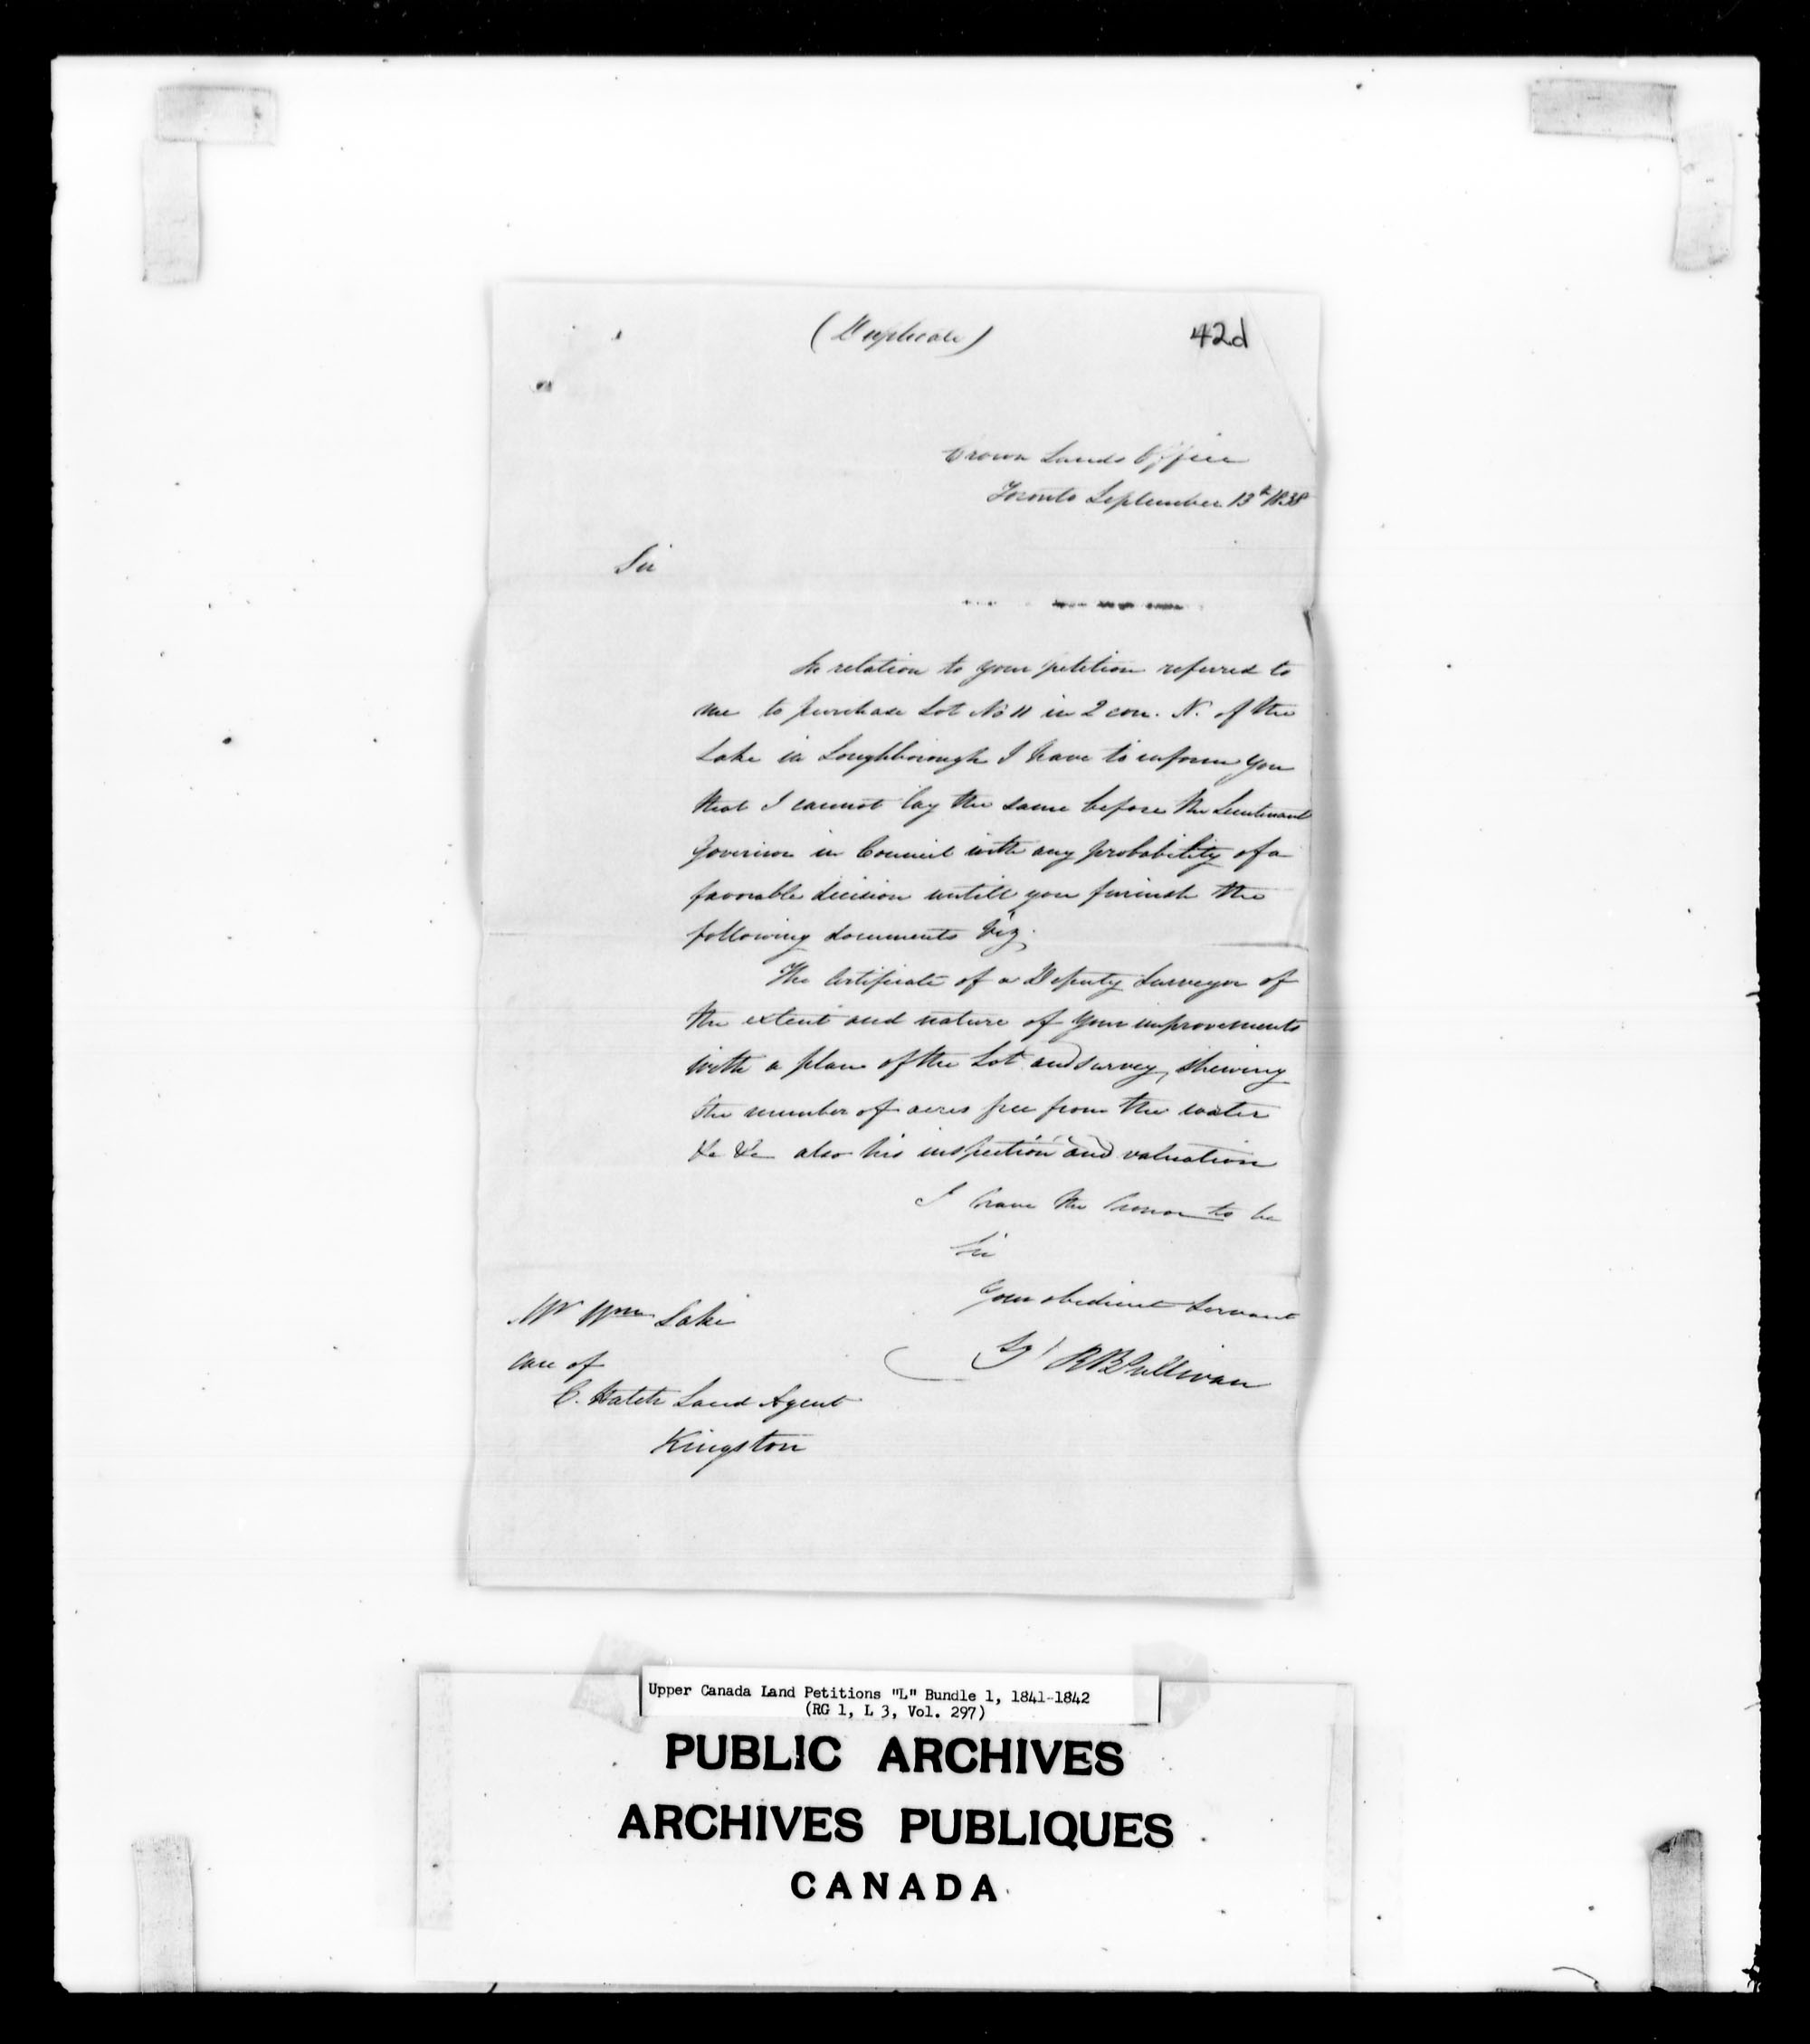 (Duplicate)
42d
Crown Lands Office
Toronto September 13th 1838
Sir
In relation to your petition referred to
me to purchase Lot No 11 in 2 con. N. of the
Lake in Loughborough I have to inform you
that I cannot lay the same before the Lieutenant
Governor in Council with any probability of a
favorable decision untill you furnish the
following documents Viz.
The Certificate of a Deputy Surveyor of
the extent and nature of your improvements
with a plan of the Lot and survey, shewing
the number of acres free from the water
&c &c also his inspection and valuation
I have the honor to be
Sir
Your obedient Servant
Sgd RB Sullivan
Mr Wm Lake
care of
C. Hatch Land Agent
Kingston
Upper Canada Land Petitions "L" Bundle 1, 1841-1842
(RG 1, L 3, Vol. 297)
PUBLIC ARCHIVES
ARCHIVES PUBLIQUES
CANADA